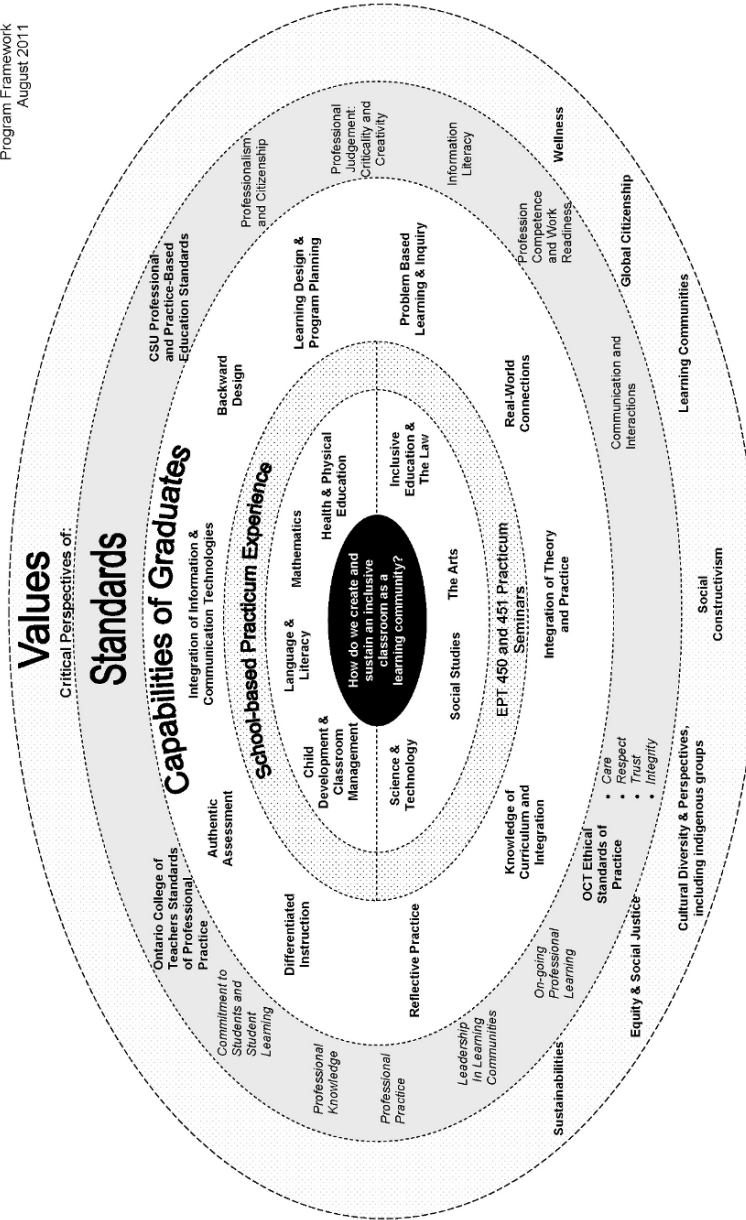 Program Framework
August 2011
Values
Critical Perspectives of:
Standards
Capabilities of Graduates
Integration of Information &
Communication Technologies
School-based Practicum Experience
Ontario College of
Teachers Standards
of Professional
Practice
Commitment to
Students and
Student
Learning
Professional
Knowledge
Professional
Practice
Leadership
In Learning
Communities
On-going
Professional
Learning
OCT Ethical
Standards of
Practice
• Care
• Respect
• Trust
• Integrity
CSU Professional
and Practice-Based
Education Standards
Professionalism
and Citizenship
Professional
Judgement:
Criticality and
Creativity
Information
Literacy
Profession
Competence
and Work
Readiness
Communication and
Interactions
Authentic
Assessment
Differentiated
Instruction
Reflective Practice
Knowledge of
Curriculum and
Integration
Integration of Theory
and Practice
Real-World
Connections
Problem Based
Learning & Inquiry
Learning Design &
Program Planning
Backward
Design
Child
Development &
Classroom
Management
Language &
Literacy
Mathematics
Health & Physical
Education
How do we create and
sustain an inclusive
classroom as a
learning community?
Science &
Technology
Social Studies
The Arts
Inclusive
Education &
The Law
EPT 450 and 451 Practicum
Seminars
Sustainabilities
Equity & Social Justice
Cultural Diversity & Perspectives,
including indigenous groups
Social
Constructivism
Learning Communities
Global Citizenship
Wellness